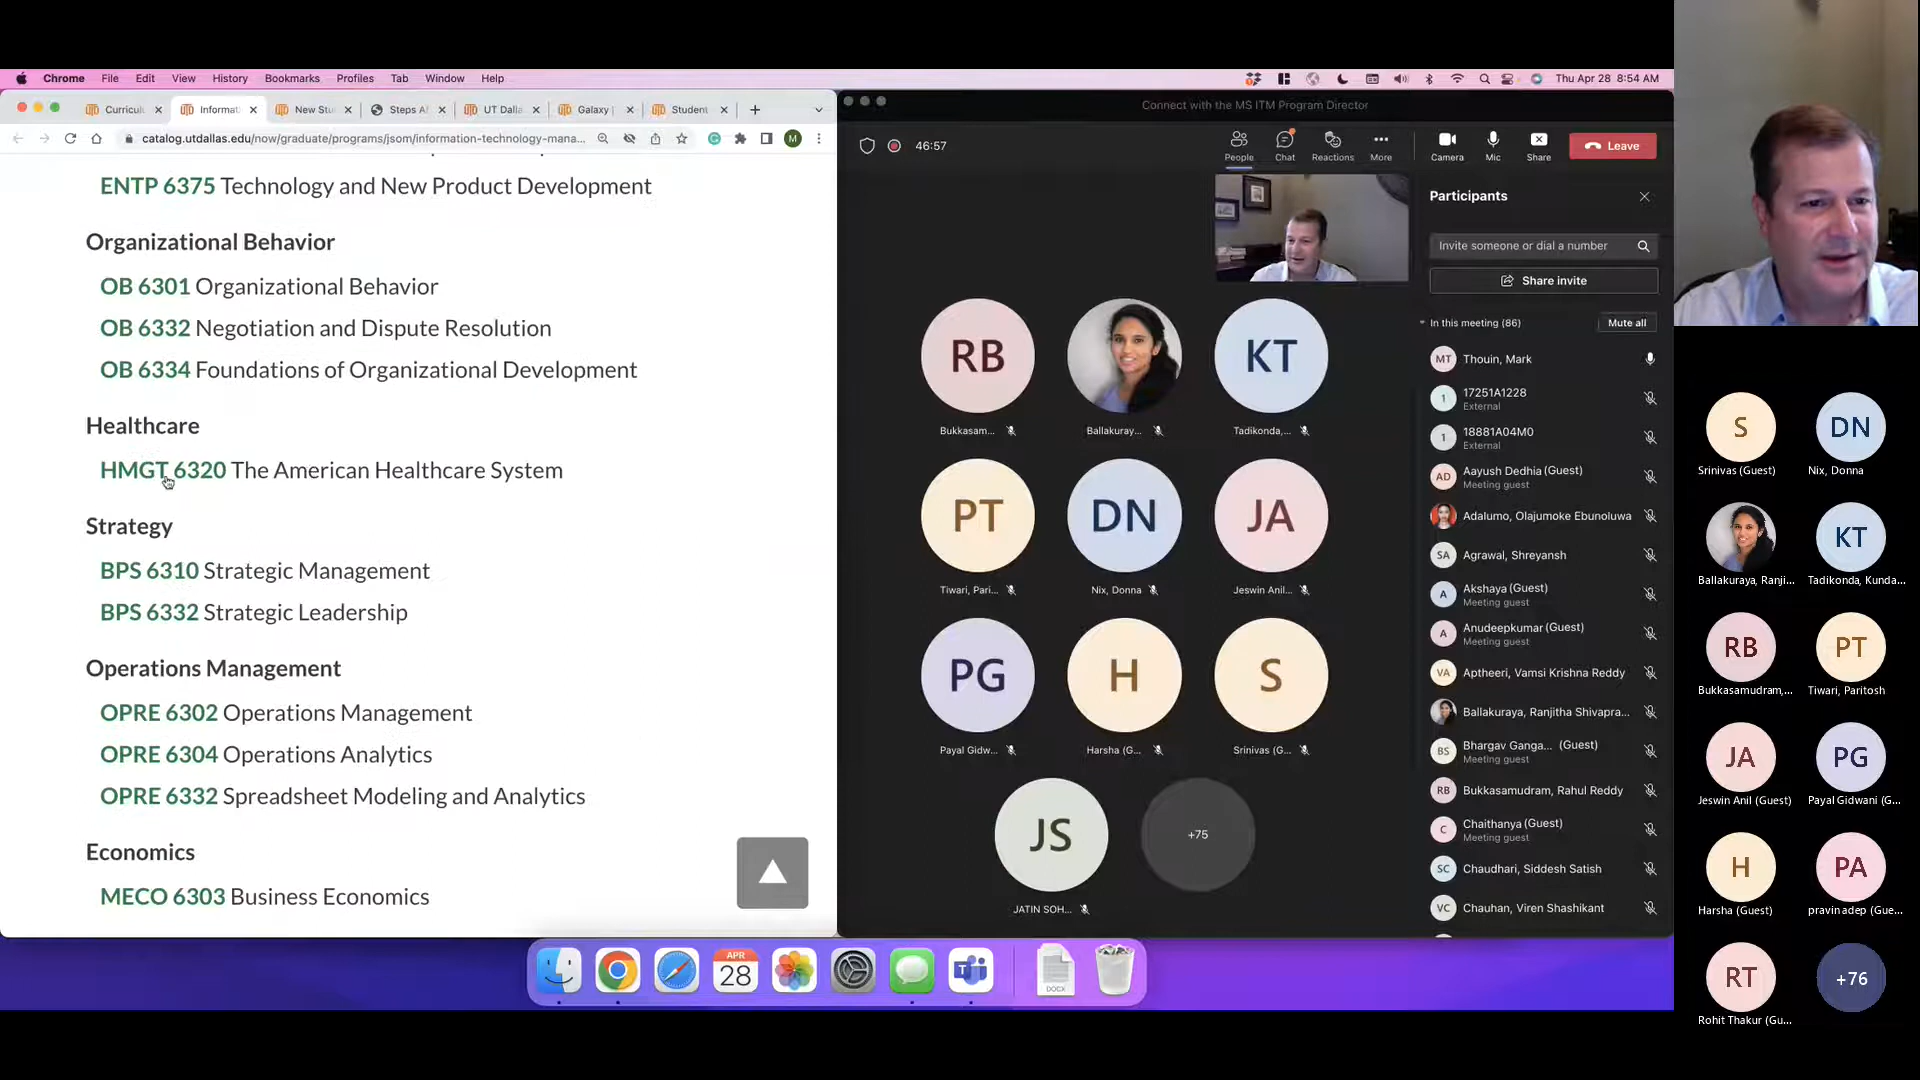 Chrome File Edit View History Bookmarks Profiles Tab Window Help
Thu Apr 28 8:54 AM
Curricul
Informat
New Stu
Steps A
UT Dalla
Galaxy
Student
catalog.utdallas.edu/now/graduate/programs/jsom/information-technology-mana...
M
ENTP 6375 Technology and New Product Development
Organizational Behavior
OB 6301 Organizational Behavior
OB 6332 Negotiation and Dispute Resolution
OB 6334 Foundations of Organizational Development
Healthcare
HMGT 6320 The American Healthcare System
Strategy
BPS 6310 Strategic Management
BPS 6332 Strategic Leadership
Operations Management
OPRE 6302 Operations Management
OPRE 6304 Operations Analytics
OPRE 6332 Spreadsheet Modeling and Analytics
Economics
MECO 6303 Business Economics
Connect with the MS ITM Program Director
46:57
People
Chat
Reactions
More
Camera
Mic
Share
Leave
RB
Bukkasam...
Ballakuray...
KT
Tadikonda,...
PT
Tiwari, Pari...
DN
Nix, Donna
JA
Jeswin Anil...
PG
Payal Gidw...
H
Harsha (G...
S
Srinivas (G...
JS
JATIN SOH...
+75
Participants
Invite someone or dial a number
Share invite
In this meeting (86)
Mute all
MT Thouin, Mark
1 17251A1228
External
1 18881A04M0
External
AD Aayush Dedhia (Guest)
Meeting guest
Adalumo, Olajumoke Ebunoluwa
SA Agrawal, Shreyansh
A Akshaya (Guest)
Meeting guest
A Anudeepkumar (Guest)
Meeting guest
VA Aptheeri, Vamsi Krishna Reddy
Ballakuraya, Ranjitha Shivapra...
BS Bhargav Ganga... (Guest)
Meeting guest
RB Bukkasamudram, Rahul Reddy
C Chaithanya (Guest)
Meeting guest
SC Chaudhari, Siddesh Satish
VC Chauhan, Viren Shashikant
APR
28
DOCX
S
Srinivas (Guest)
DN
Nix, Donna
Ballakuraya, Ranji...
KT
Tadikonda, Kunda...
RB
Bukkasamudram,...
PT
Tiwari, Paritosh
JA
Jeswin Anil (Guest)
PG
Payal Gidwani (G...
H
Harsha (Guest)
PA
pravin adep (Gue...
RT
Rohit Thakur (Gu...
+76